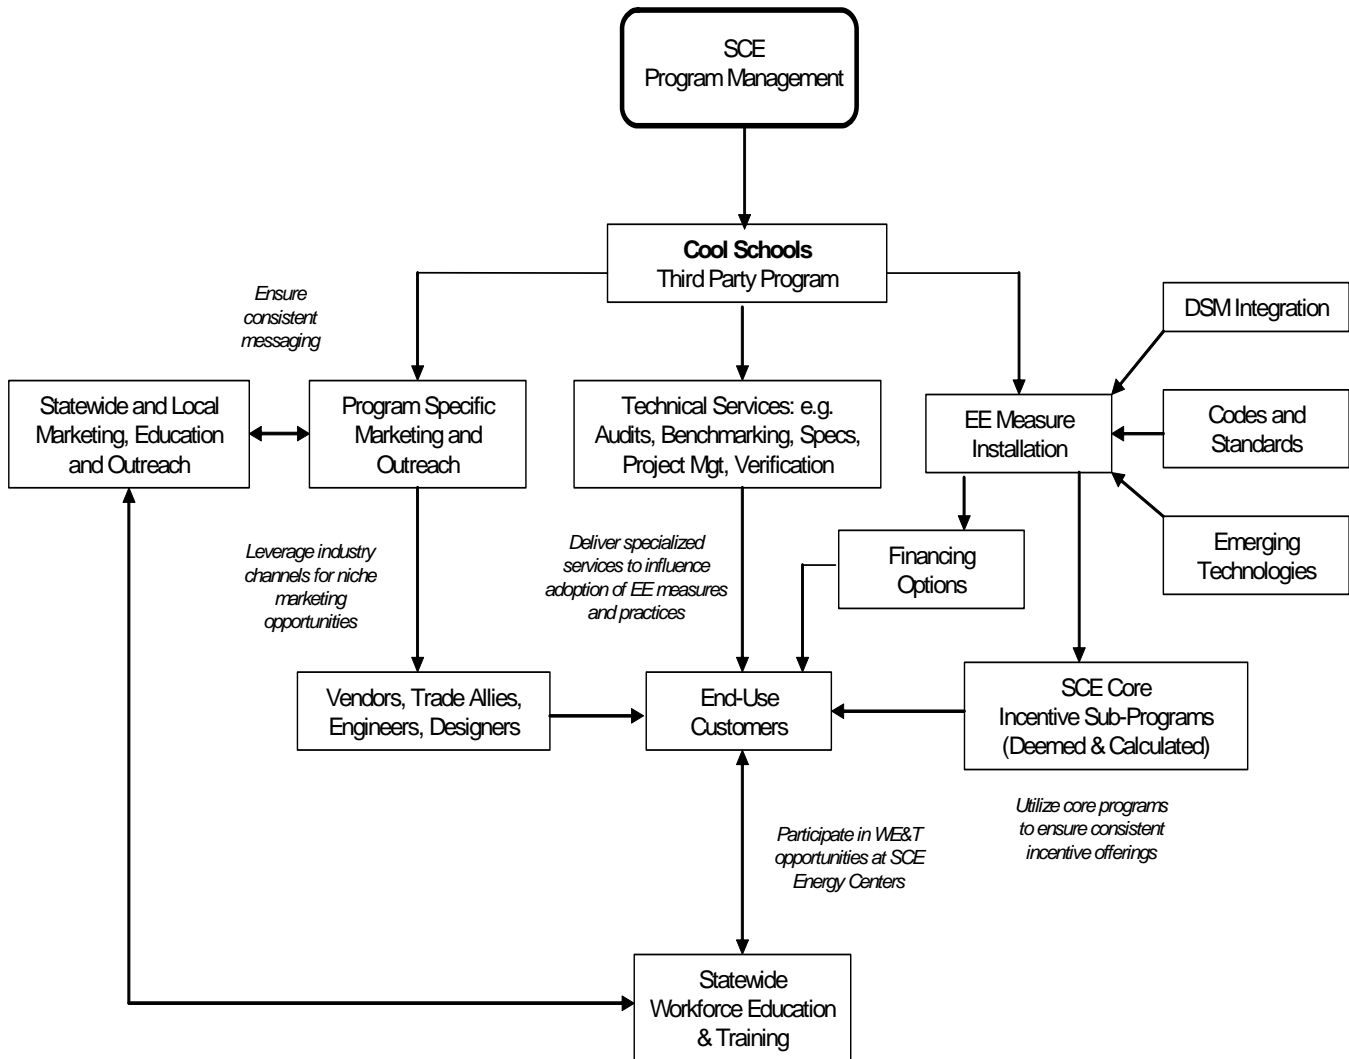 SCE
Program Management
Cool Schools
Third Party Program
Ensure
consistent
messaging
DSM Integration
Statewide and Local
Marketing, Education
and Outreach
Program Specific
Marketing and
Outreach
Technical Services: e.g.
Audits, Benchmarking, Specs,
Project Mgt, Verification
EE Measure
Installation
Codes and
Standards
Leverage industry
channels for niche
marketing
opportunities
Deliver specialized
services to influence
adoption of EE measures
and practices
Financing
Options
Emerging
Technologies
Vendors, Trade Allies,
Engineers, Designers
End-Use
Customers
SCE Core
Incentive Sub-Programs
(Deemed & Calculated)
Utilize core programs
to ensure consistent
incentive offerings
Participate in WE&T
opportunities at SCE
Energy Centers
Statewide
Workforce Education
& Training